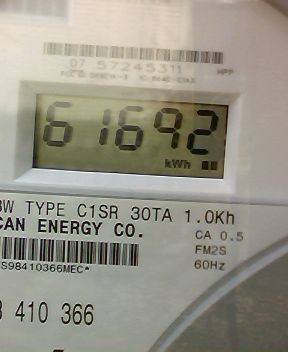 07 57245311 HPP
61692
kWh
3W TYPE C1SR 30TA 1.0Kh
CAN ENERGY CO.
CA 0.5
FM2S
60Hz
S98410366MEC*
410 366